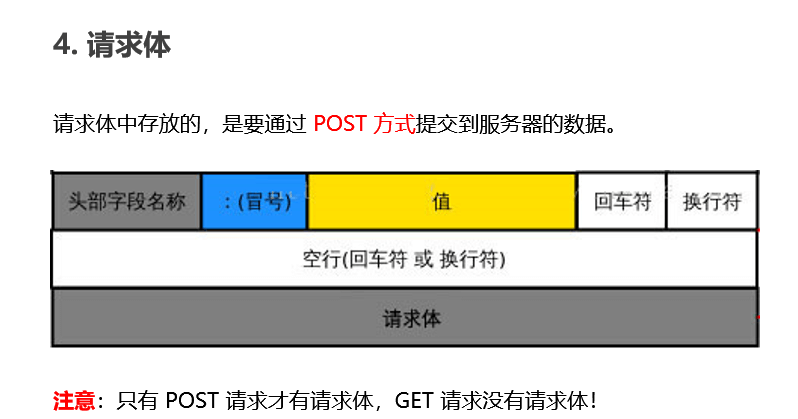 4. 请求体
请求体中存放的，是要通过 POST 方式提交到服务器的数据。
头部字段名称 ：(冒号) 值 回车符 换行符
空行(回车符 或 换行符)
请求体
注意：只有 POST 请求才有请求体，GET 请求没有请求体！